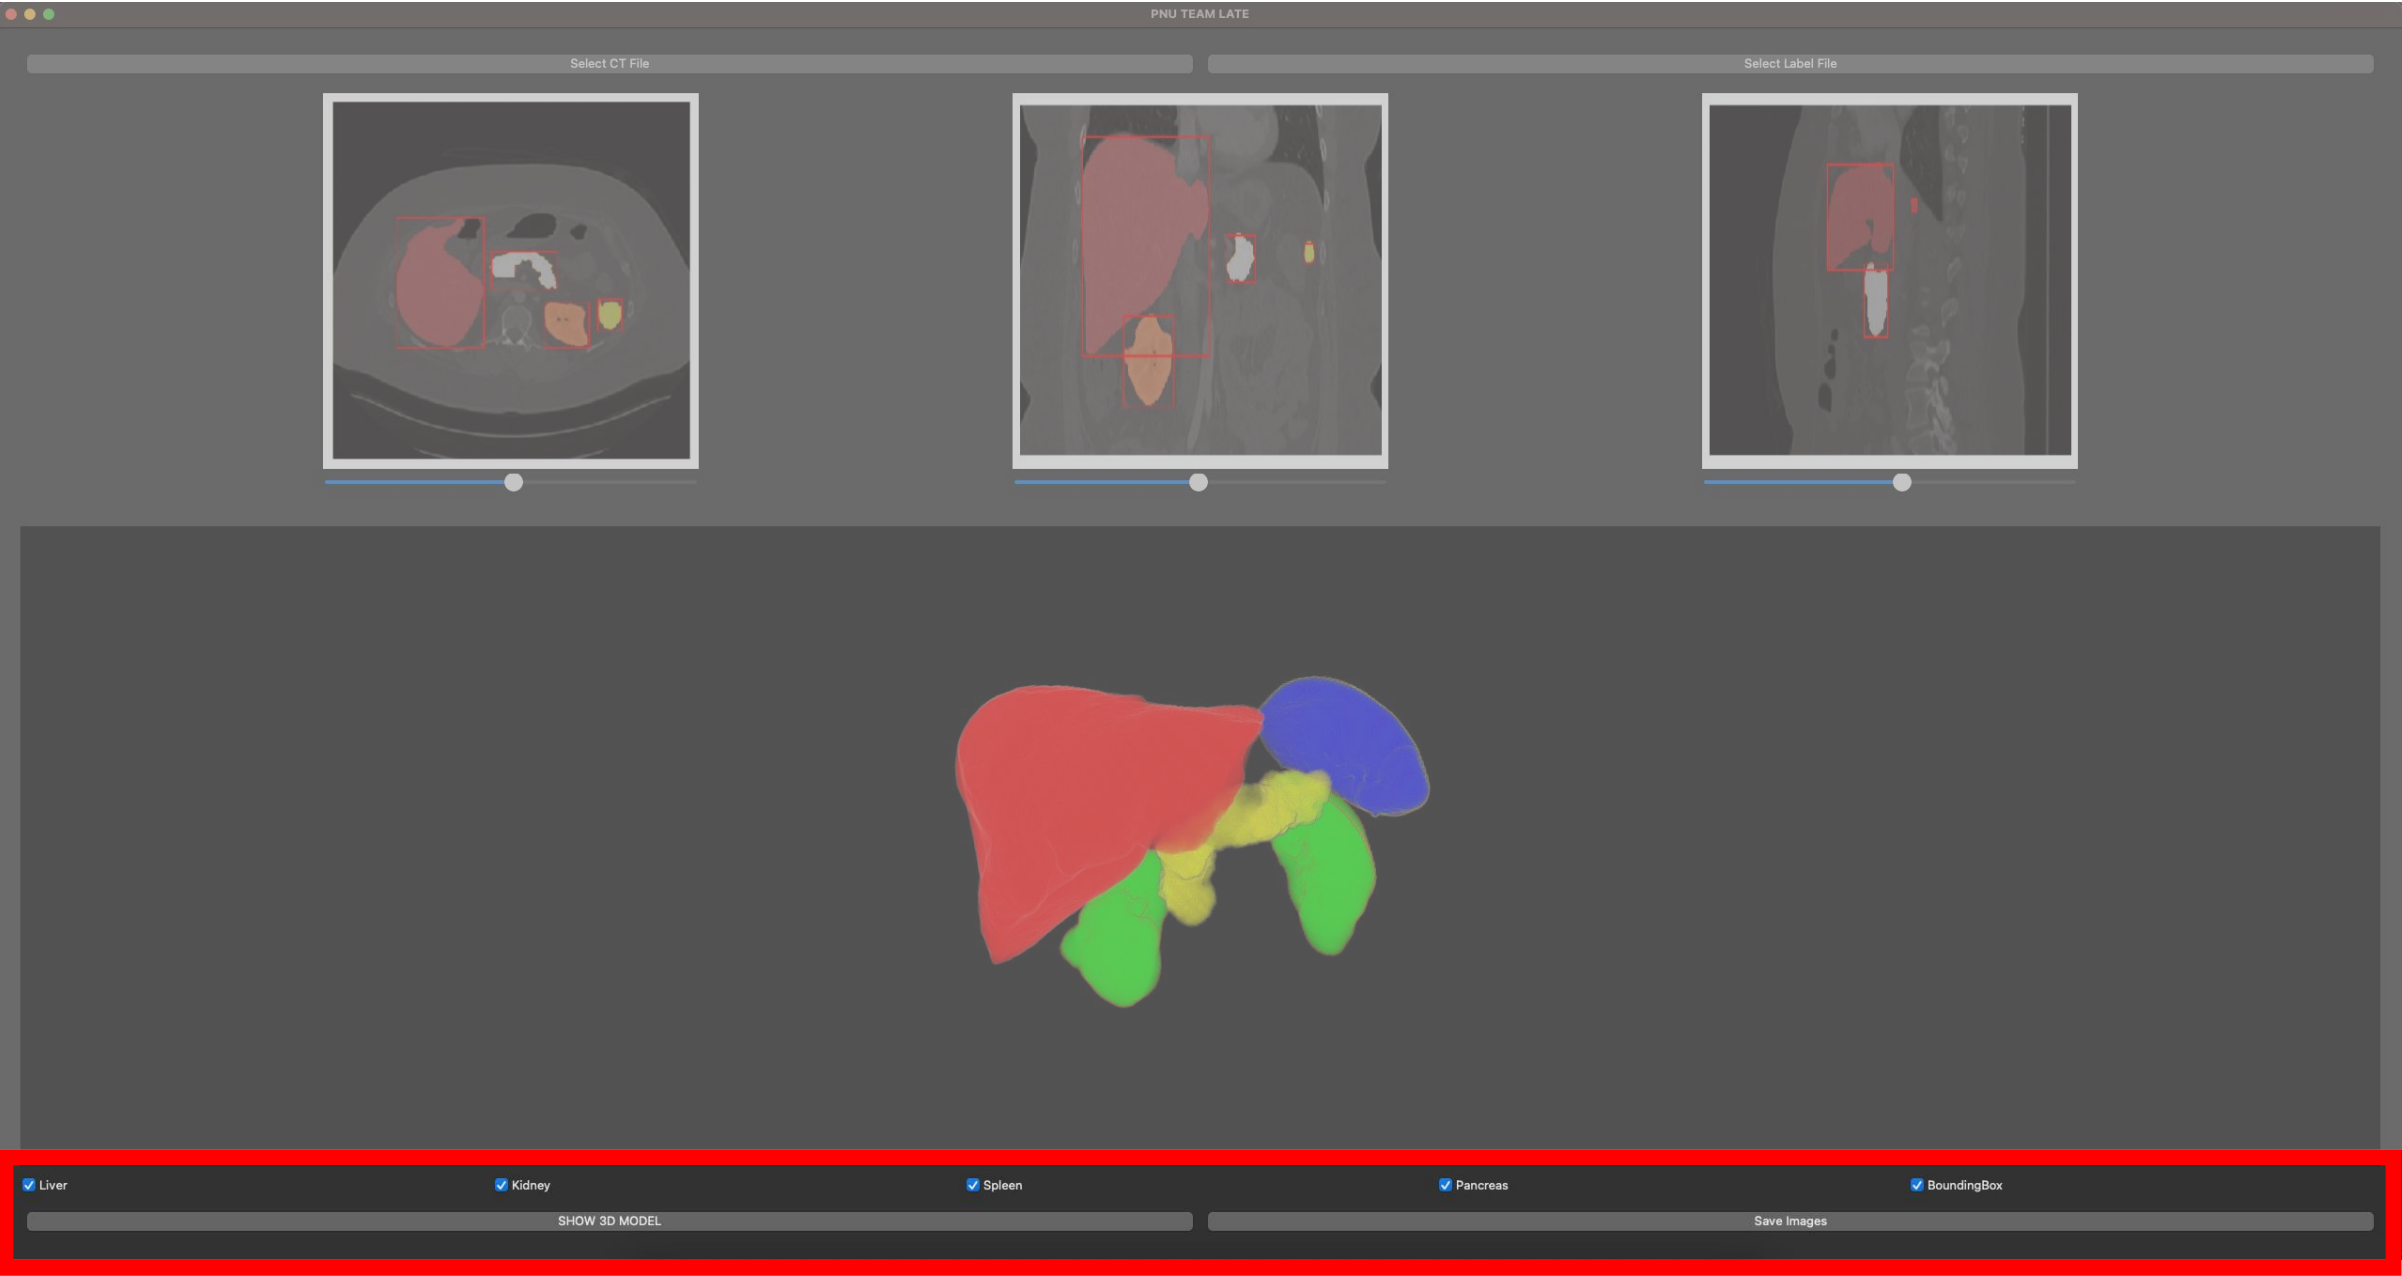 PNU TEAM LATE
Select CT File
Select Label File
Liver
Kidney
Spleen
Pancreas
BoundingBox
SHOW 3D MODEL
Save Images